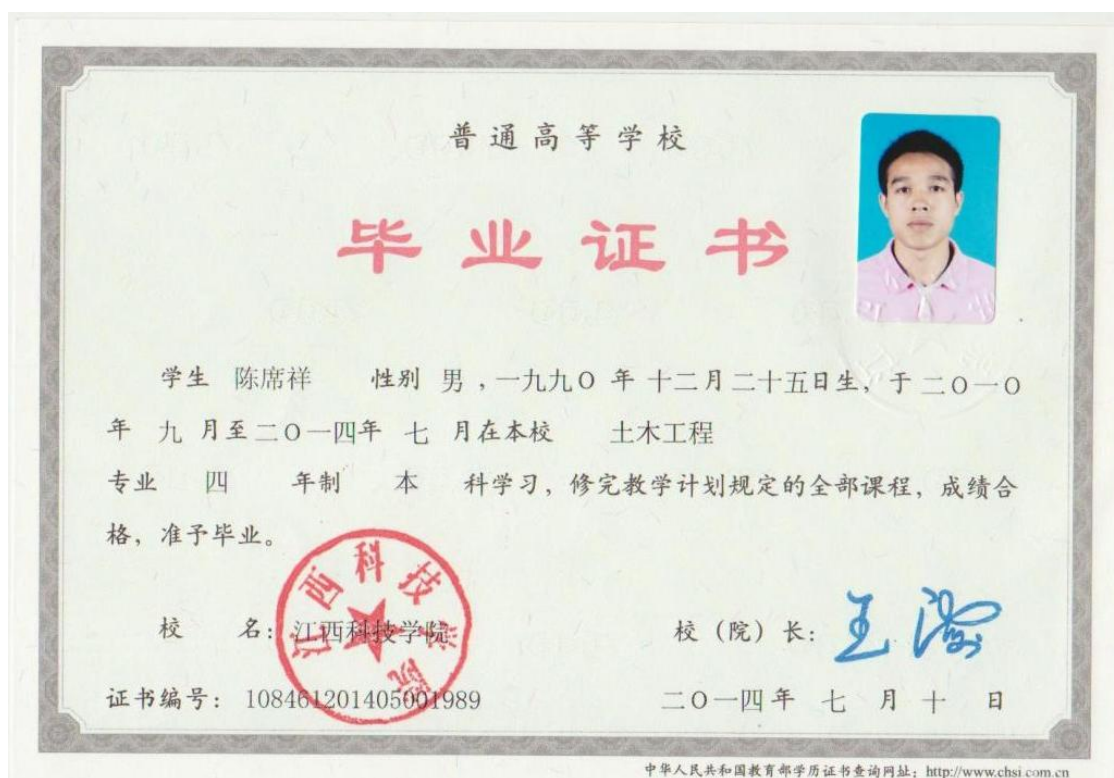 普通高等学校
毕业证书
学生 陈席祥 性别 男 ,一九九〇 年 十二月二十五日生, 于 二〇一〇
年 九 月至二〇一四年 七 月在本校 土木工程
专业 四 年制 本 科学习, 修完教学计划规定的全部课程, 成绩合
格, 准予毕业。
江西科技学院
校 名: 江西科技学院 校 (院) 长:
证书编号: 108461201405001989 二〇一四年 七 月 十 日
中华人民共和国教育部学历证书查询网址: http://www.chsi.com.cn